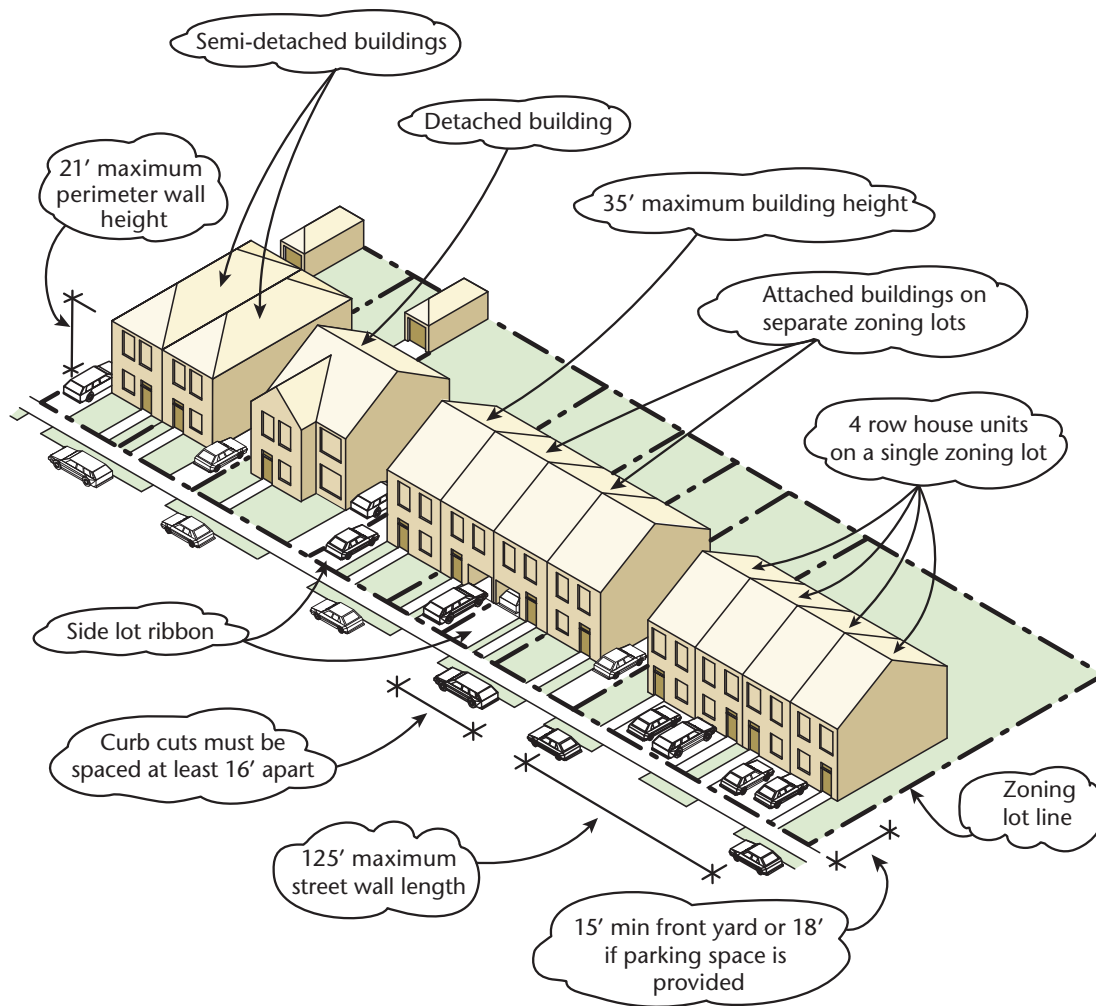 Semi-detached buildings
Detached building
21′ maximum
perimeter wall
height
35′ maximum building height
Attached buildings on
separate zoning lots
4 row house units
on a single zoning lot
Side lot ribbon
Curb cuts must be
spaced at least 16′ apart
Zoning
lot line
125′ maximum
street wall length
15′ min front yard or 18′
if parking space is
provided